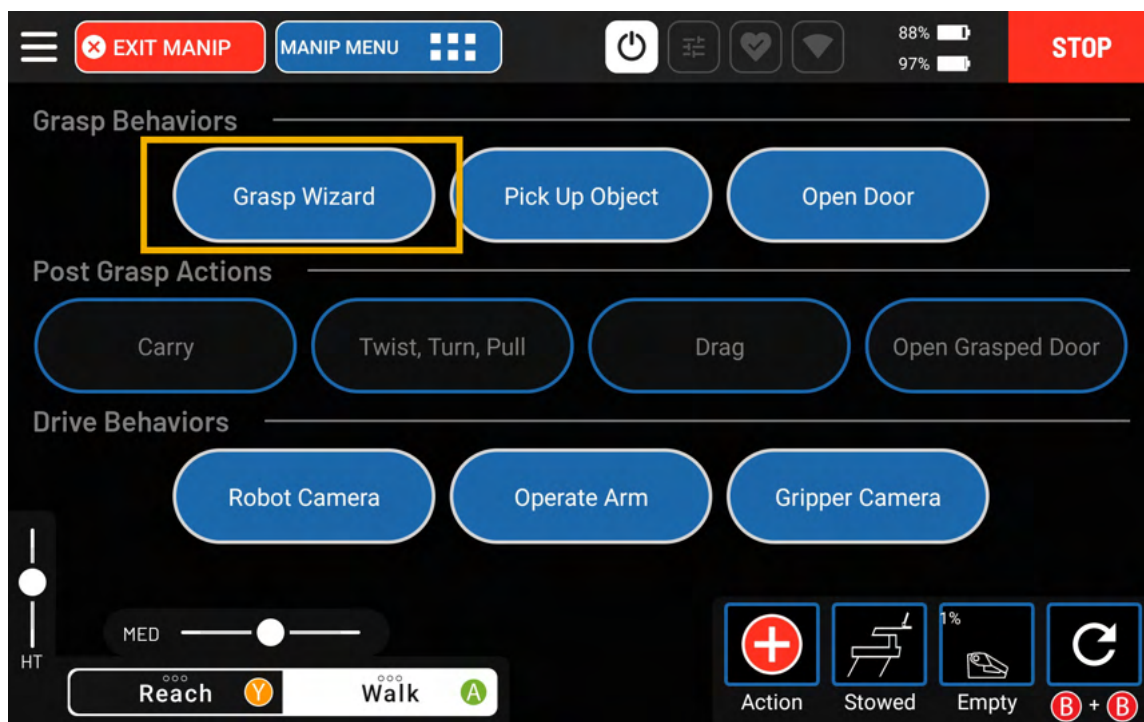 EXIT MANIP
MANIP MENU
88%
97%
STOP
Grasp Behaviors
Grasp Wizard
Pick Up Object
Open Door
Post Grasp Actions
Carry
Twist, Turn, Pull
Drag
Open Grasped Door
Drive Behaviors
Robot Camera
Operate Arm
Gripper Camera
HT
MED
Reach Y
Walk A
Action
Stowed
1%
Empty
B + B